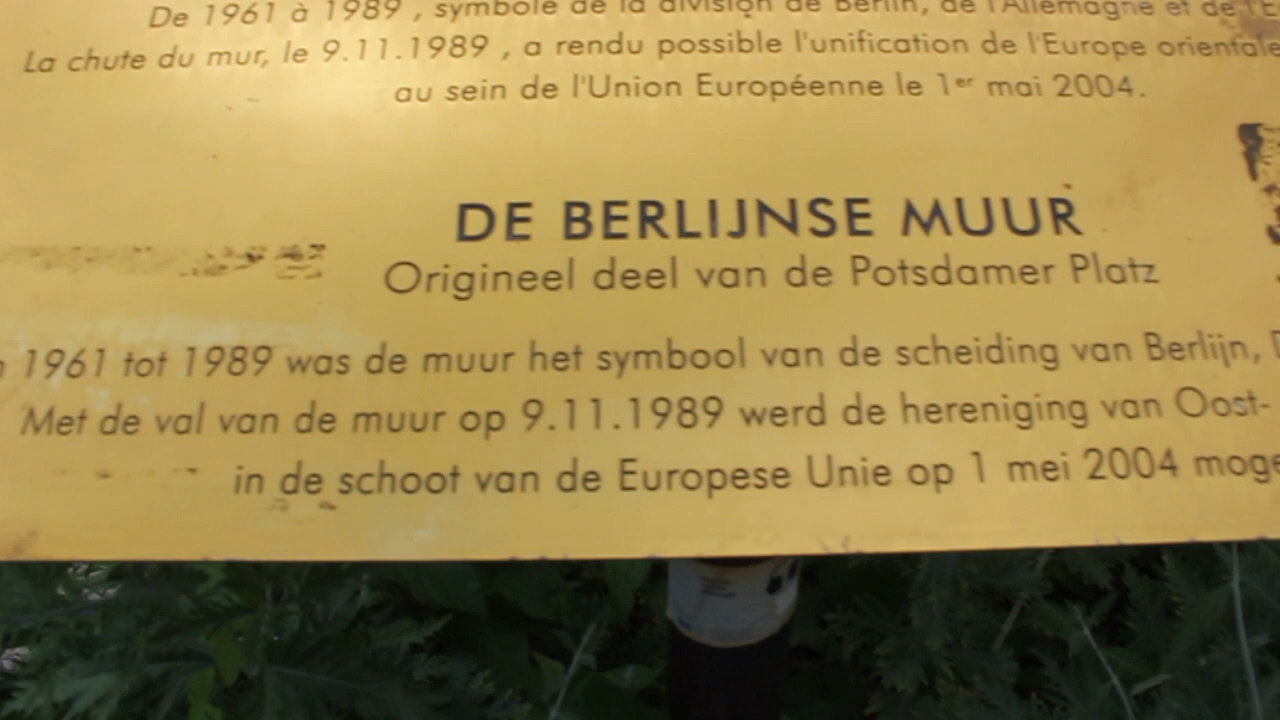 De 1961 à 1989 , symbole de la division de Berlin, de l'Allemagne et de
La chute du mur, le 9.11.1989 , a rendu possible l'unification de l'Europe orientale
au sein de l'Union Européenne le 1er mai 2004.
DE BERLIJNSE MUUR
Origineel deel van de Potsdamer Platz
1961 tot 1989 was de muur het symbool van de scheiding van Berlijn,
Met de val van de muur op 9.11.1989 werd de hereniging van Oost-
in de schoot van de Europese Unie op 1 mei 2004